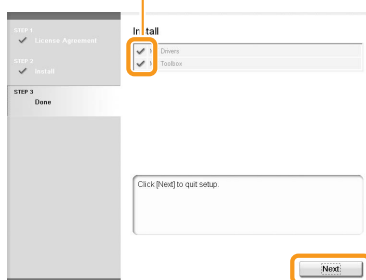 STEP 1
License Agreement
STEP 2
Install
STEP 3
Done
Install
Drivers
Toolbox
Click [Next] to quit setup.
Next